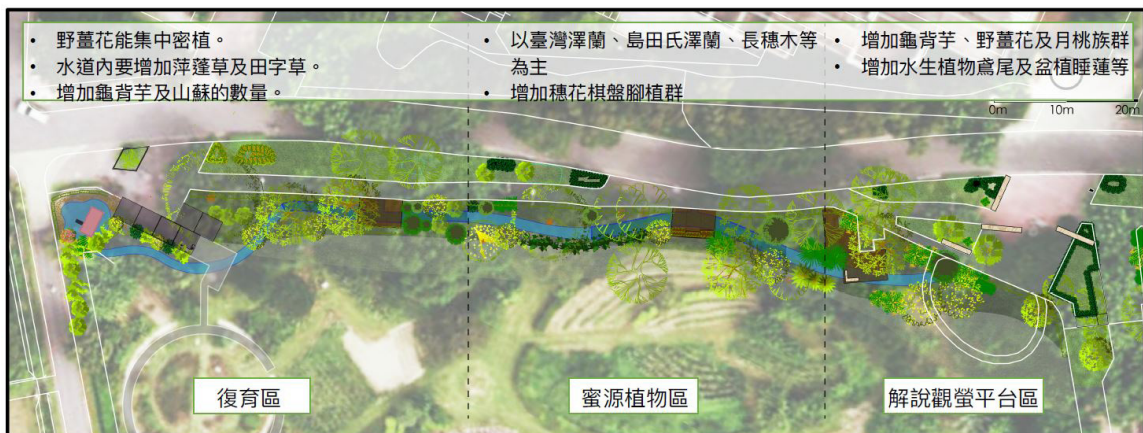 • 野薑花能集中密植。
• 水道內要增加萍蓬草及田字草。
• 增加龜背芋及山蘇的數量。
• 以臺灣澤蘭、島田氏澤蘭、長穗木等
為主
• 增加穗花棋盤腳植群
• 增加龜背芋、野薑花及月桃族群
• 增加水生植物鳶尾及盆植睡蓮等
0m 10m 20m
復育區
蜜源植物區
解說觀螢平台區